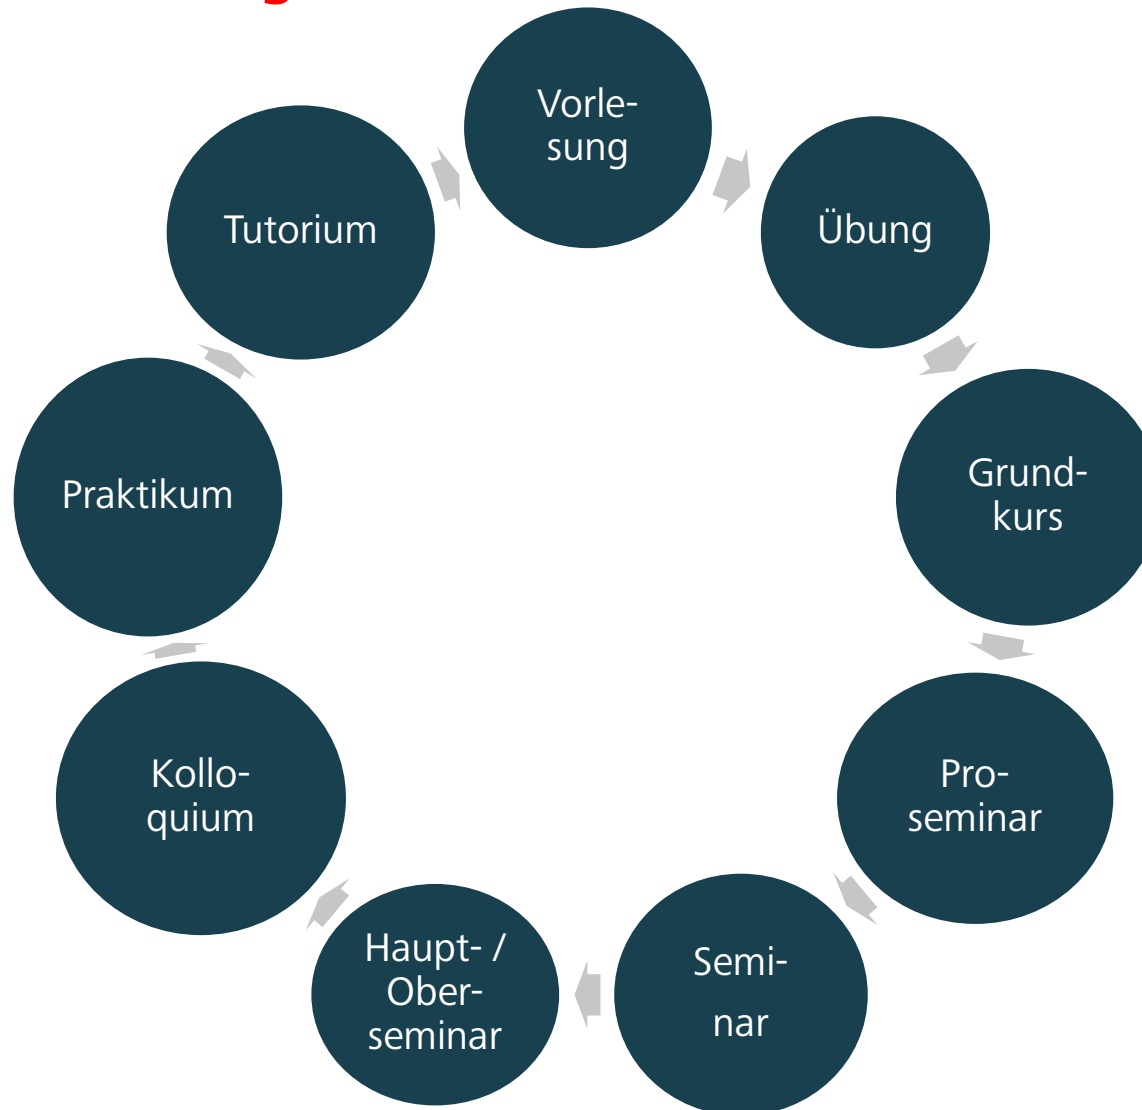 Vorle-
sung
Übung
Grund-
kurs
Pro-
seminar
Semi-
nar
Haupt- /
Ober-
seminar
Kollo-
quium
Praktikum
Tutorium